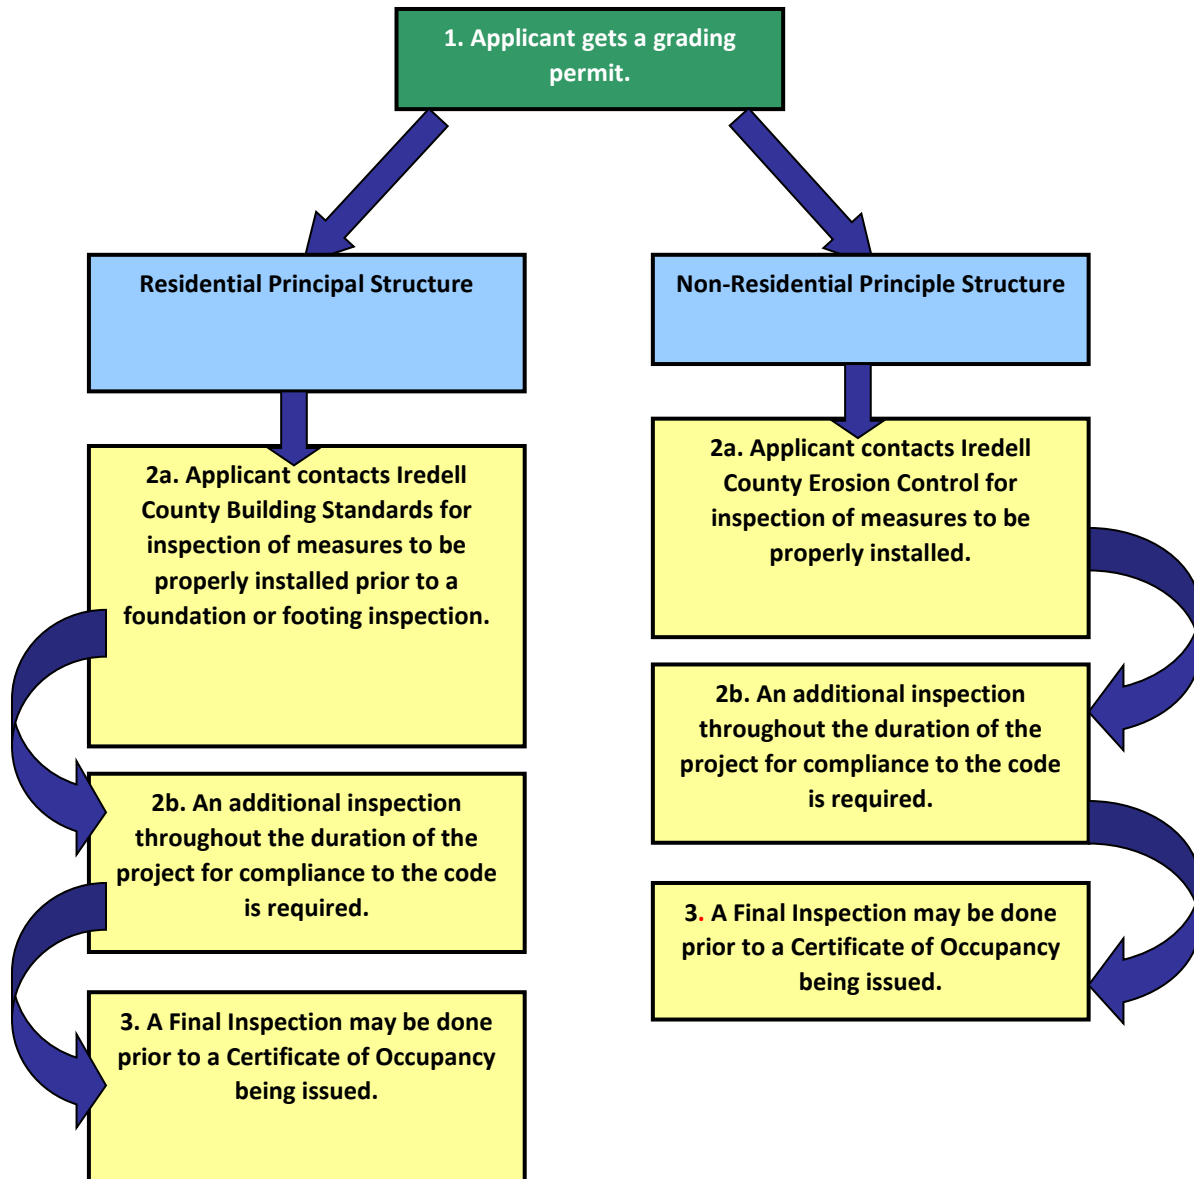 1. Applicant gets a grading
permit.
Residential Principal Structure
2a. Applicant contacts Iredell
County Building Standards for
inspection of measures to be
properly installed prior to a
foundation or footing inspection.
2b. An additional inspection
throughout the duration of the
project for compliance to the code
is required.
3. A Final Inspection may be done
prior to a Certificate of Occupancy
being issued.
Non-Residential Principle Structure
2a. Applicant contacts Iredell
County Erosion Control for
inspection of measures to be
properly installed.
2b. An additional inspection
throughout the duration of the
project for compliance to the code
is required.
3. A Final Inspection may be done
prior to a Certificate of Occupancy
being issued.